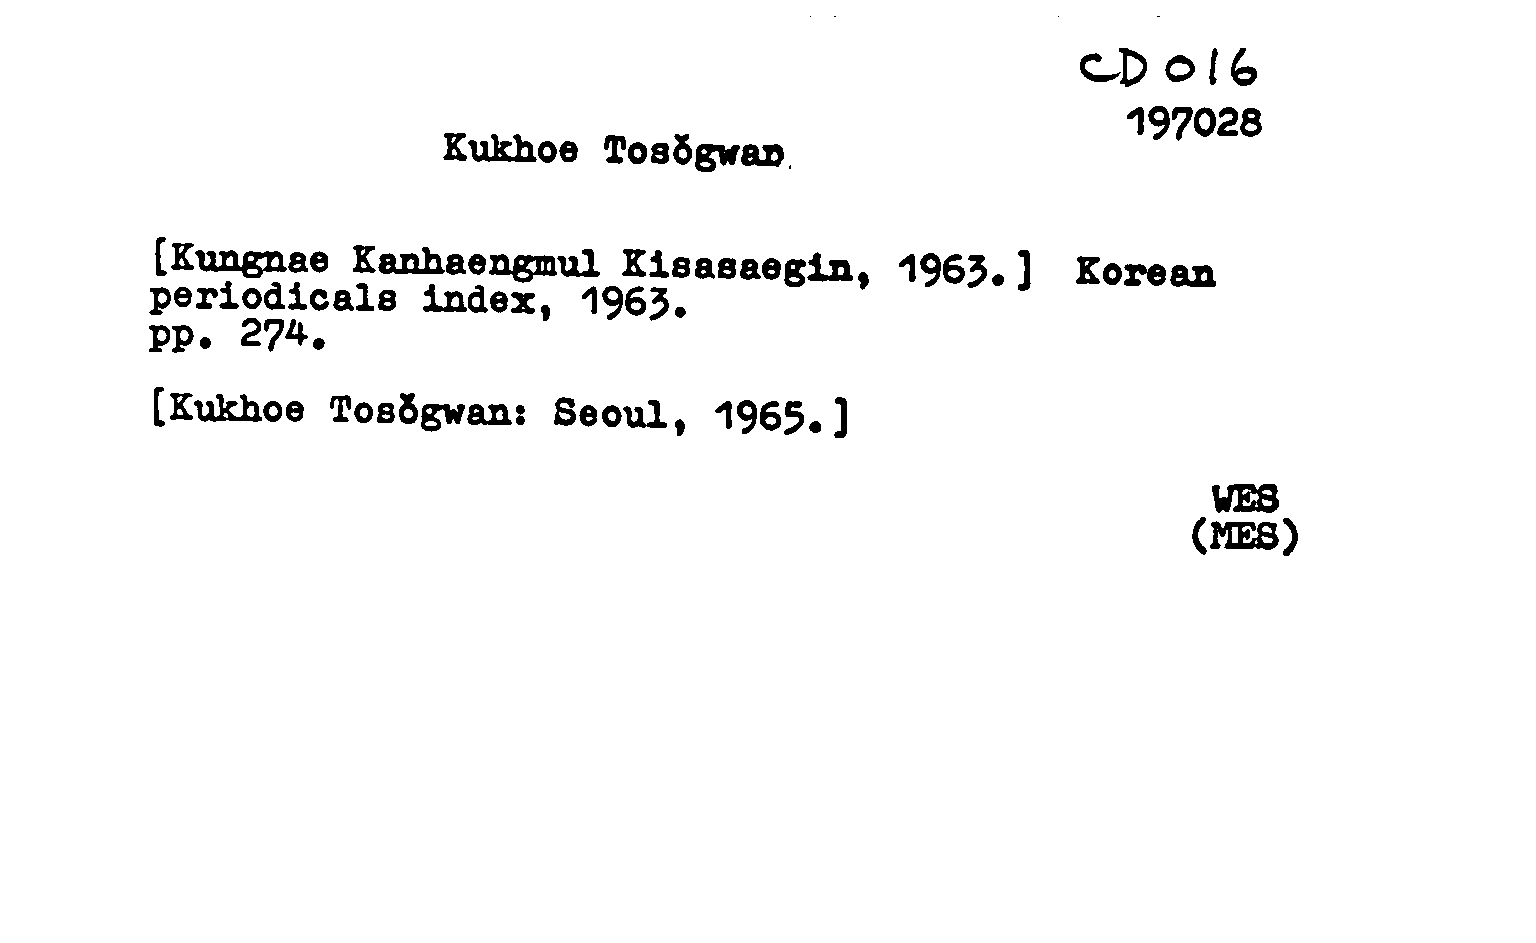 CD 016
197028
Kukhoe Tosŏgwan
[Kungnae Kanhaengmul Kisasaegin, 1963.] Korean
periodicals index, 1963.
pp. 274.
[Kukhoe Tosŏgwan: Seoul, 1965.]
WES
(MES)